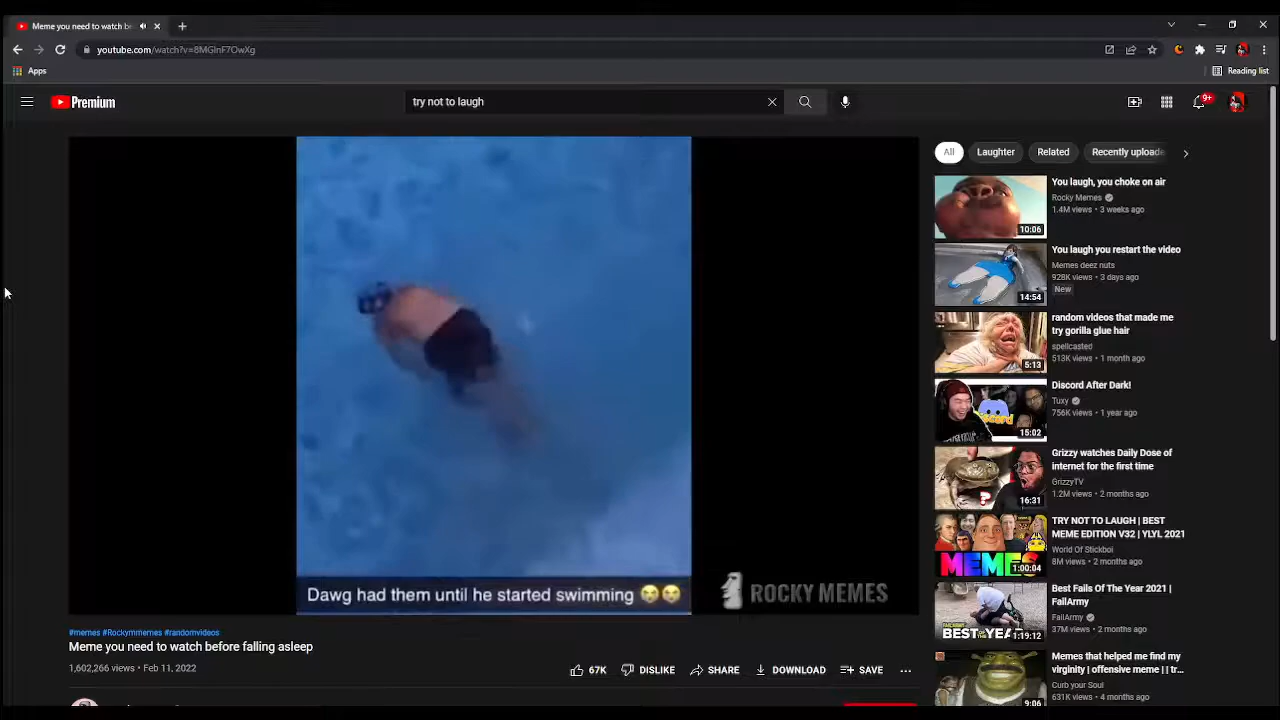 Meme you need to watch be
youtube.com/watch?v=8MGlnF7OwXg
Apps
Reading list
Premium
try not to laugh
9+
All
Laughter
Related
Recently uploade
Dawg had them until he started swimming 😭😭
ROCKY MEMES
#memes #Rockymmemes #randomvideos
Meme you need to watch before falling asleep
1,602,266 views • Feb 11, 2022
67K
DISLIKE
SHARE
DOWNLOAD
SAVE
10:06
You laugh, you choke on air
Rocky Memes
1.4M views • 3 weeks ago
14:54
You laugh you restart the video
Memes deez nuts
928K views • 3 days ago
New
5:13
random videos that made me
try gorilla glue hair
spellcasted
513K views • 1 month ago
Discord
15:02
Discord After Dark!
Tuxy
756K views • 1 year ago
?
16:31
Grizzy watches Daily Dose of
internet for the first time
GrizzyTV
1.2M views • 2 months ago
MEMES
1:00:04
TRY NOT TO LAUGH | BEST
MEME EDITION V32 | YLYL 2021
World Of Stickboi
8M views • 2 months ago
BEST
YEA
1:19:12
Best Fails Of The Year 2021 |
FailArmy
FailArmy
37M views • 2 months ago
9:06
Memes that helped me find my
virginity | offensive meme | | tr...
Curb your Soul
631K views • 4 months ago